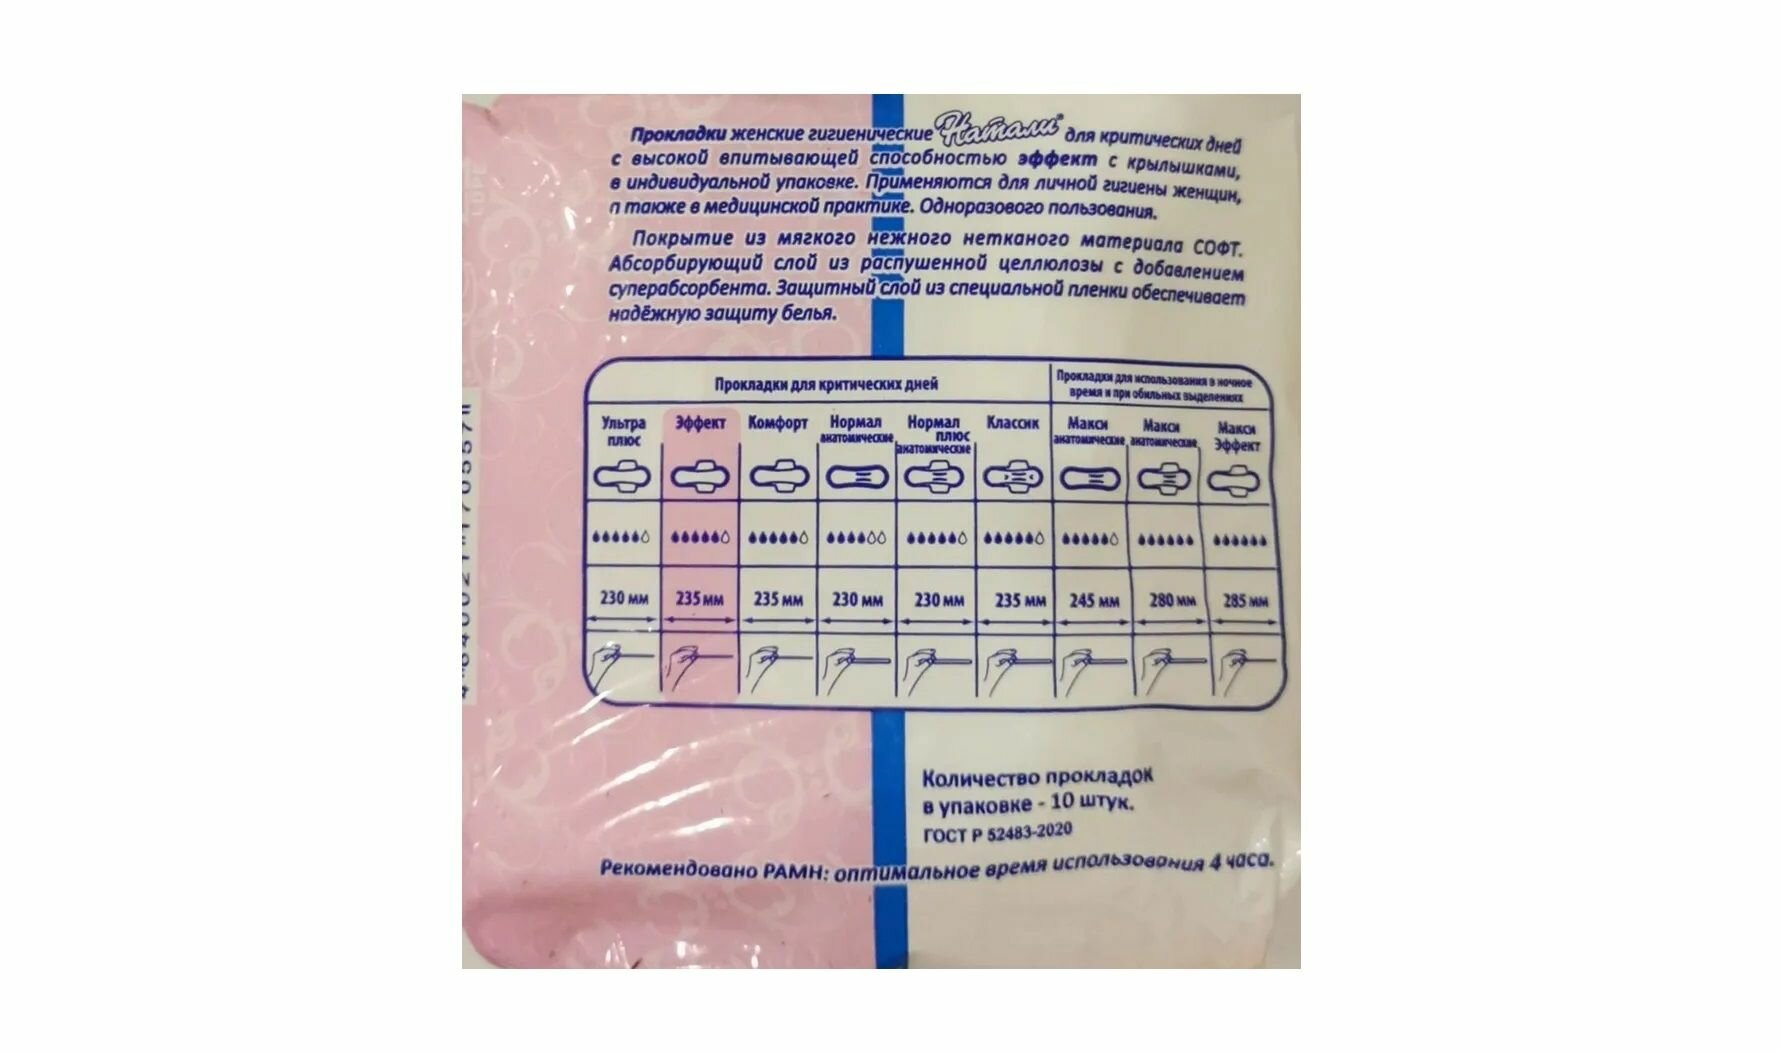 Прокладки женские гигиенические Натали® для критических дней
с высокой впитывающей способностью эффект с крылышками,
в индивидуальной упаковке. Применяются для личной гигиены женщин,
а также в медицинской практике. Одноразового пользования.
Покрытие из мягкого нежного нетканого материала СОФТ.
Абсорбирующий слой из распушенной целлюлозы с добавлением
суперабсорбента. Защитный слой из специальной пленки обеспечивает
надёжную защиту белья.
Прокладки для критических дней
Прокладки для использования в ночное
время и при обильных выделениях
Ультра плюс
Эффект
Комфорт
Нормал анатомические
Нормал плюс анатомические
Классик
Макси анатомические
Макси анатомические
Макси Эффект
230 мм 235 мм 235 мм 230 мм 230 мм 235 мм 245 мм 280 мм 285 мм
Количество прокладок
в упаковке - 10 штук.
ГОСТ Р 52483-2020
Рекомендовано РАМН: оптимальное время использования 4 часа.